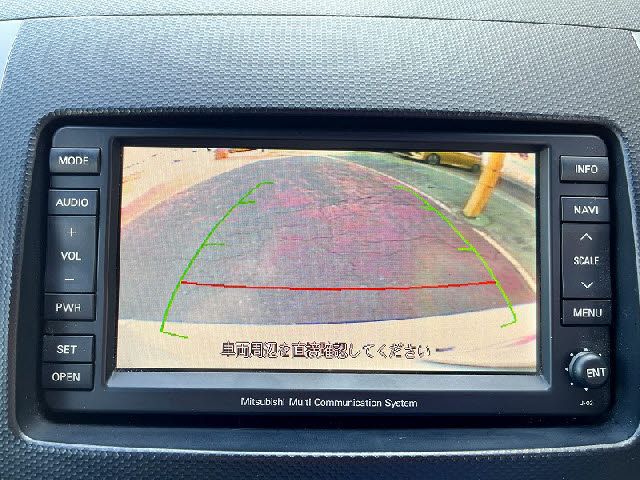 MODE
AUDIO
+
VOL
−
PWR
SET
OPEN
INFO
NAVI
SCALE
MENU
ENT
車両周辺を直接確認してください
Mitsubishi Multi Communication System
J-02